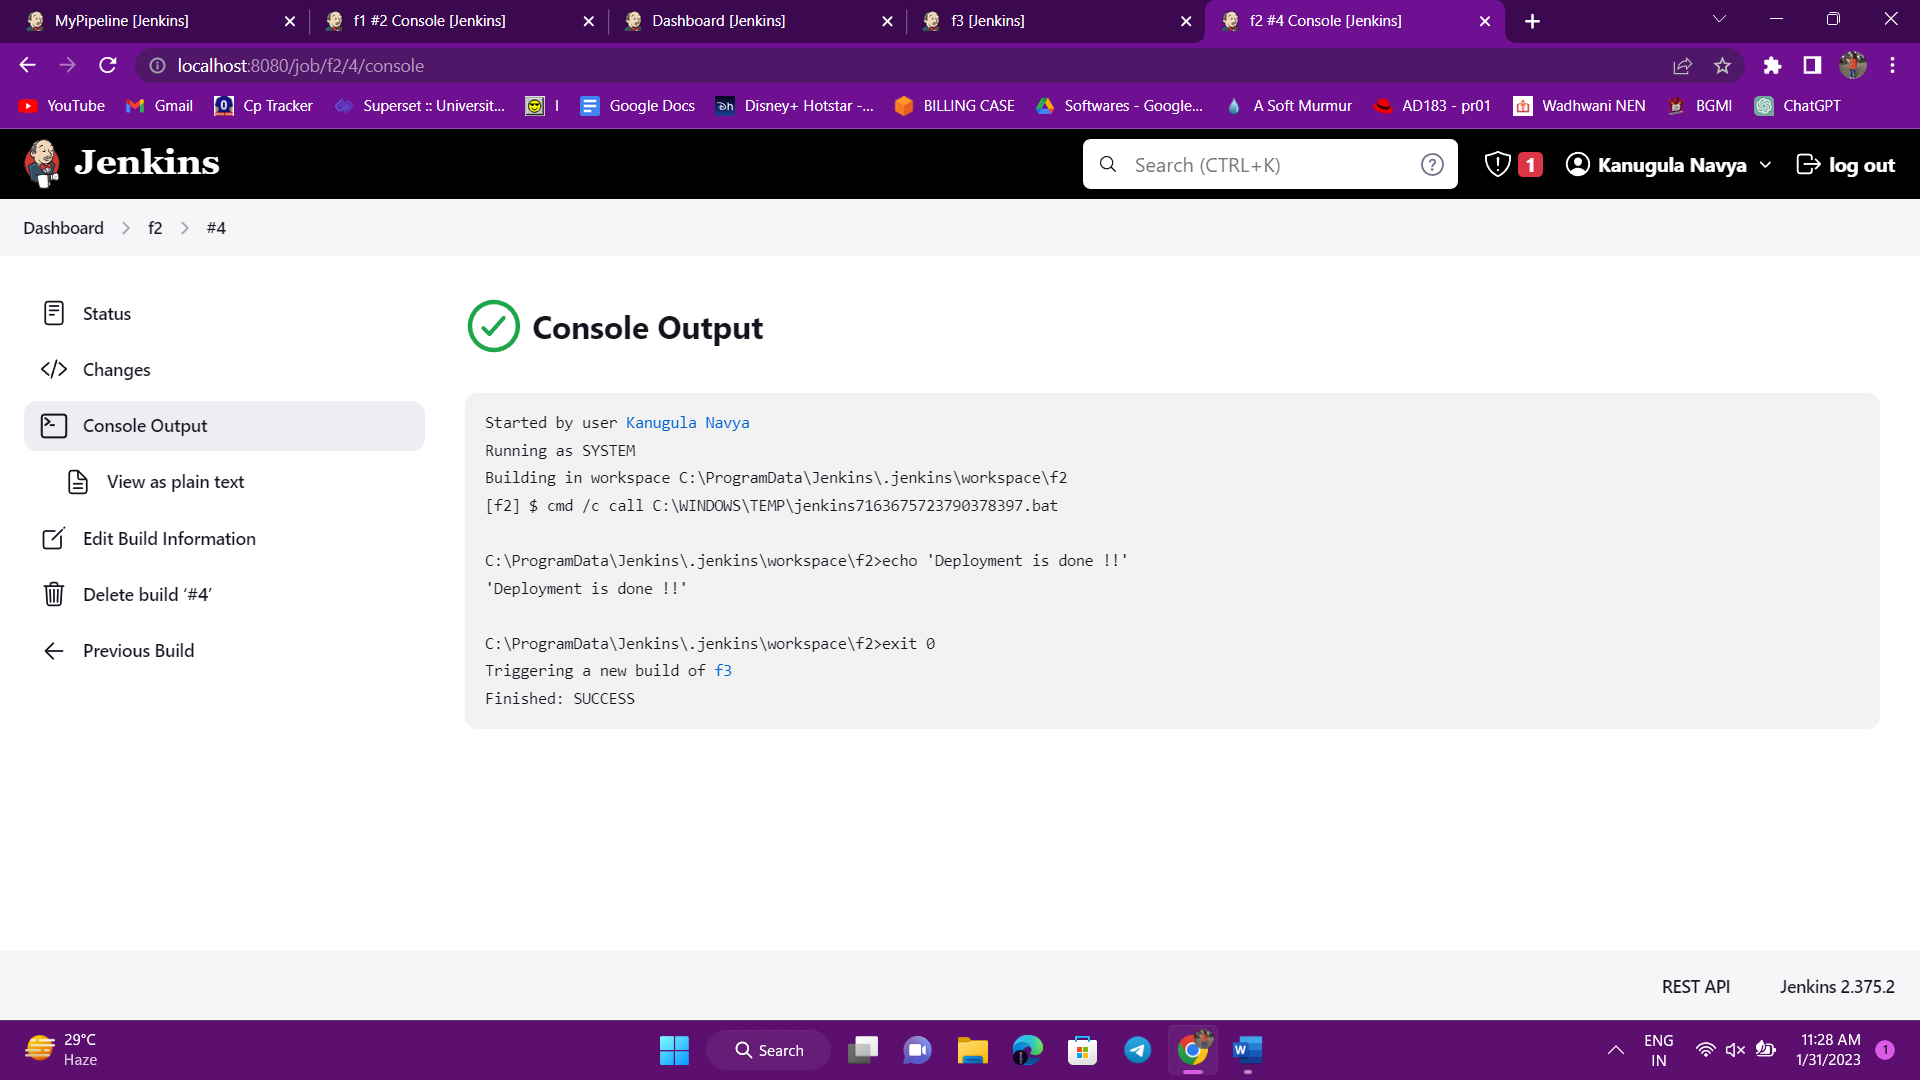 MyPipeline [Jenkins]
f1 #2 Console [Jenkins]
Dashboard [Jenkins]
f3 [Jenkins]
f2 #4 Console [Jenkins]
localhost:8080/job/f2/4/console
YouTube
Gmail
Cp Tracker
Superset :: Universit...
I
Google Docs
Disney+ Hotstar -...
BILLING CASE
Softwares - Google...
A Soft Murmur
AD183 - pr01
Wadhwani NEN
BGMI
ChatGPT
Jenkins
Search (CTRL+K)
1
Kanugula Navya
log out
Dashboard
f2
#4
Status
Changes
Console Output
View as plain text
Edit Build Information
Delete build ‘#4’
Previous Build
Console Output
Started by user Kanugula Navya
Running as SYSTEM
Building in workspace C:\ProgramData\Jenkins\.jenkins\workspace\f2
[f2] $ cmd /c call C:\WINDOWS\TEMP\jenkins7163675723790378397.bat
C:\ProgramData\Jenkins\.jenkins\workspace\f2>echo 'Deployment is done !!'
'Deployment is done !!'
C:\ProgramData\Jenkins\.jenkins\workspace\f2>exit 0
Triggering a new build of f3
Finished: SUCCESS
REST API
Jenkins 2.375.2
29°C
Haze
Search
ENG
IN
11:28 AM
1/31/2023
1